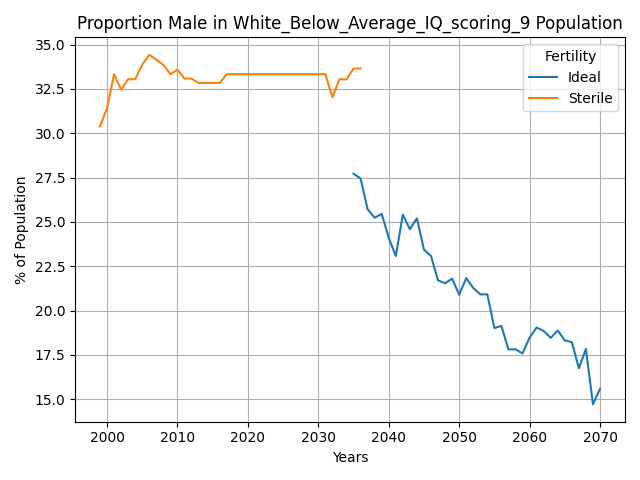 Proportion Male in White_Below_Average_IQ_scoring_9 Population
35.0
32.5
30.0
27.5
25.0
22.5
20.0
17.5
15.0
% of Population
Fertility
Ideal
Sterile
2000 2010 2020 2030 2040 2050 2060 2070
Years